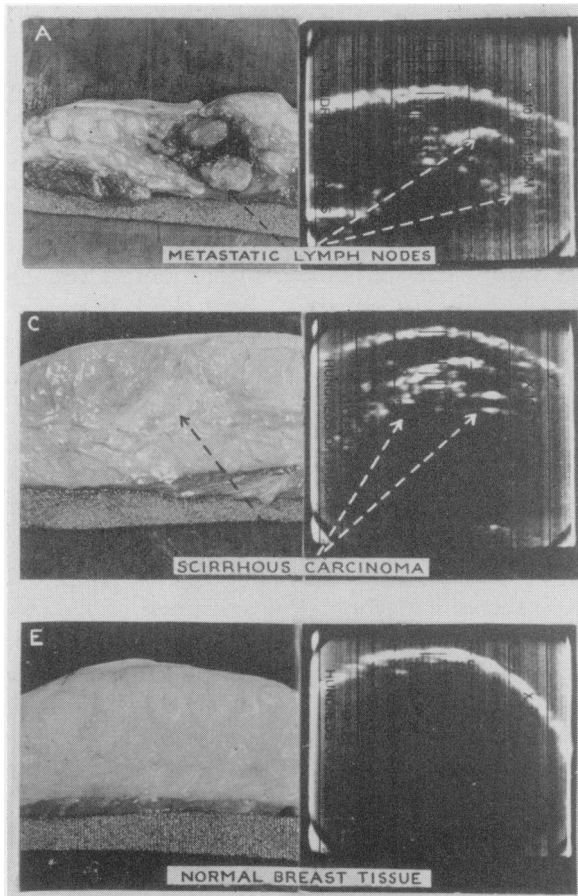 A
METASTATIC LYMPH NODES
C
SCIRRHOUS CARCINOMA
E
NORMAL BREAST TISSUE